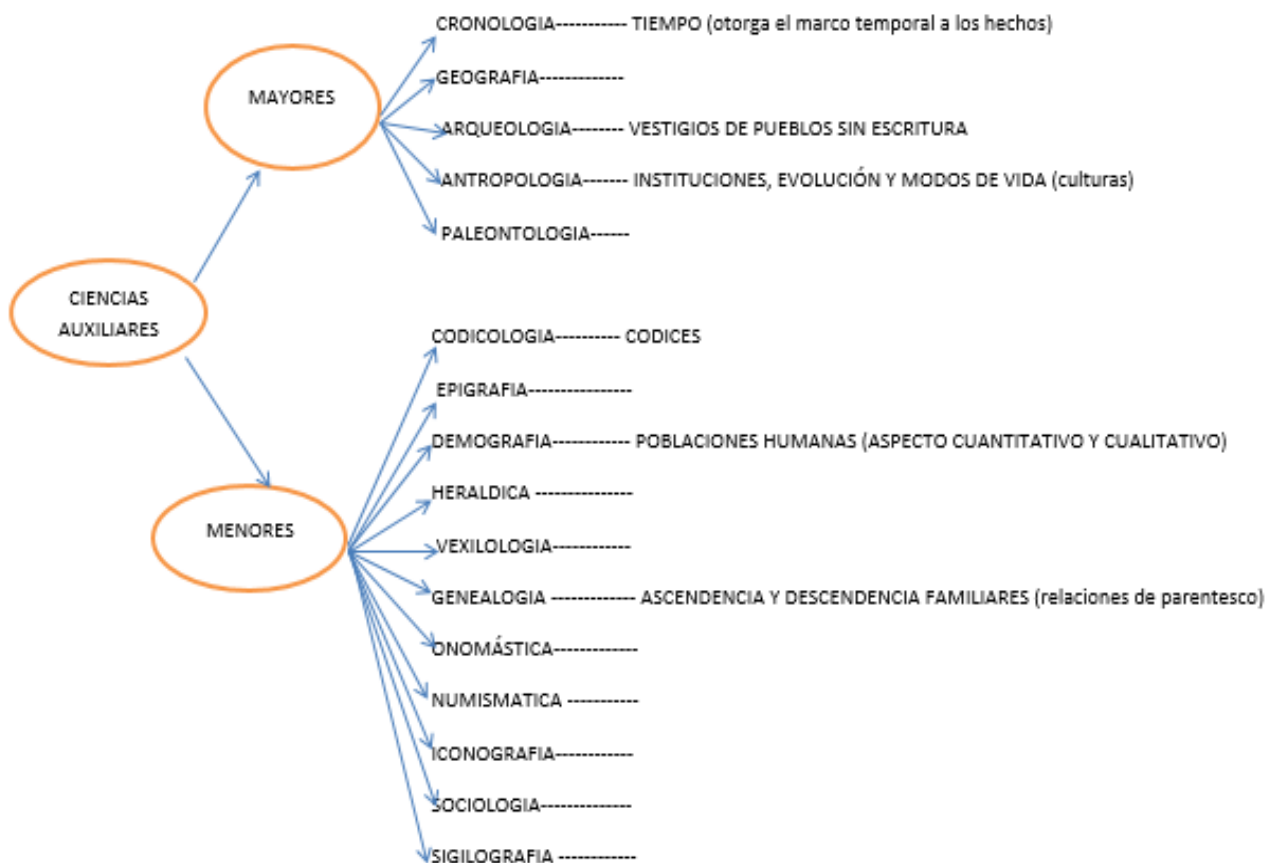 CRONOLOGIA----------- TIEMPO (otorga el marco temporal a los hechos)
MAYORES
GEOGRAFIA-------------
ARQUEOLOGIA-------- VESTIGIOS DE PUEBLOS SIN ESCRITURA
ANTROPOLOGIA------- INSTITUCIONES, EVOLUCIÓN Y MODOS DE VIDA (culturas)
PALEONTOLOGIA------
CIENCIAS
AUXILIARES
CODICOLOGIA---------- CODICES
EPIGRAFIA----------------
DEMOGRAFIA------------ POBLACIONES HUMANAS (ASPECTO CUANTITATIVO Y CUALITATIVO)
HERALDICA ---------------
MENORES
VEXILOLOGIA------------
GENEALOGIA ------------- ASCENDENCIA Y DESCENDENCIA FAMILIARES (relaciones de parentesco)
ONOMÁSTICA-------------
NUMISMATICA -----------
ICONOGRAFIA------------
SOCIOLOGIA--------------
SIGILOGRAFIA ------------